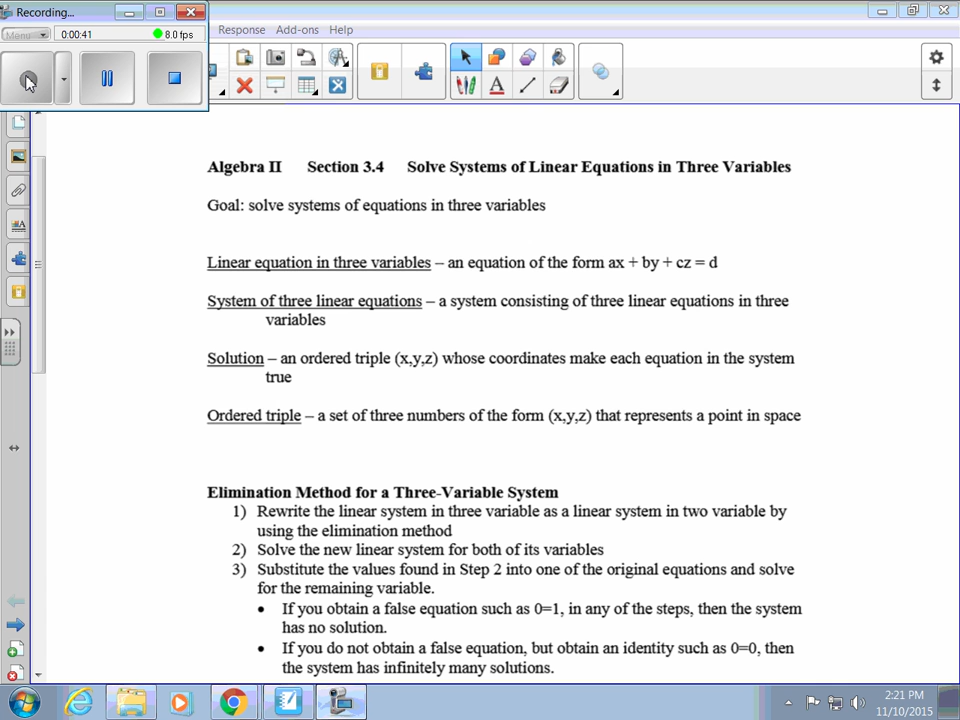 Recording...
Menu
0:00:41
8.0 fps
Response Add-ons Help
Algebra II Section 3.4 Solve Systems of Linear Equations in Three Variables
Goal: solve systems of equations in three variables
Linear equation in three variables – an equation of the form ax + by + cz = d
System of three linear equations – a system consisting of three linear equations in three
variables
Solution – an ordered triple (x,y,z) whose coordinates make each equation in the system
true
Ordered triple – a set of three numbers of the form (x,y,z) that represents a point in space
Elimination Method for a Three-Variable System
1) Rewrite the linear system in three variable as a linear system in two variable by
using the elimination method
2) Solve the new linear system for both of its variables
3) Substitute the values found in Step 2 into one of the original equations and solve
for the remaining variable.
• If you obtain a false equation such as 0=1, in any of the steps, then the system
has no solution.
• If you do not obtain a false equation, but obtain an identity such as 0=0, then
the system has infinitely many solutions.
2:21 PM
11/10/2015